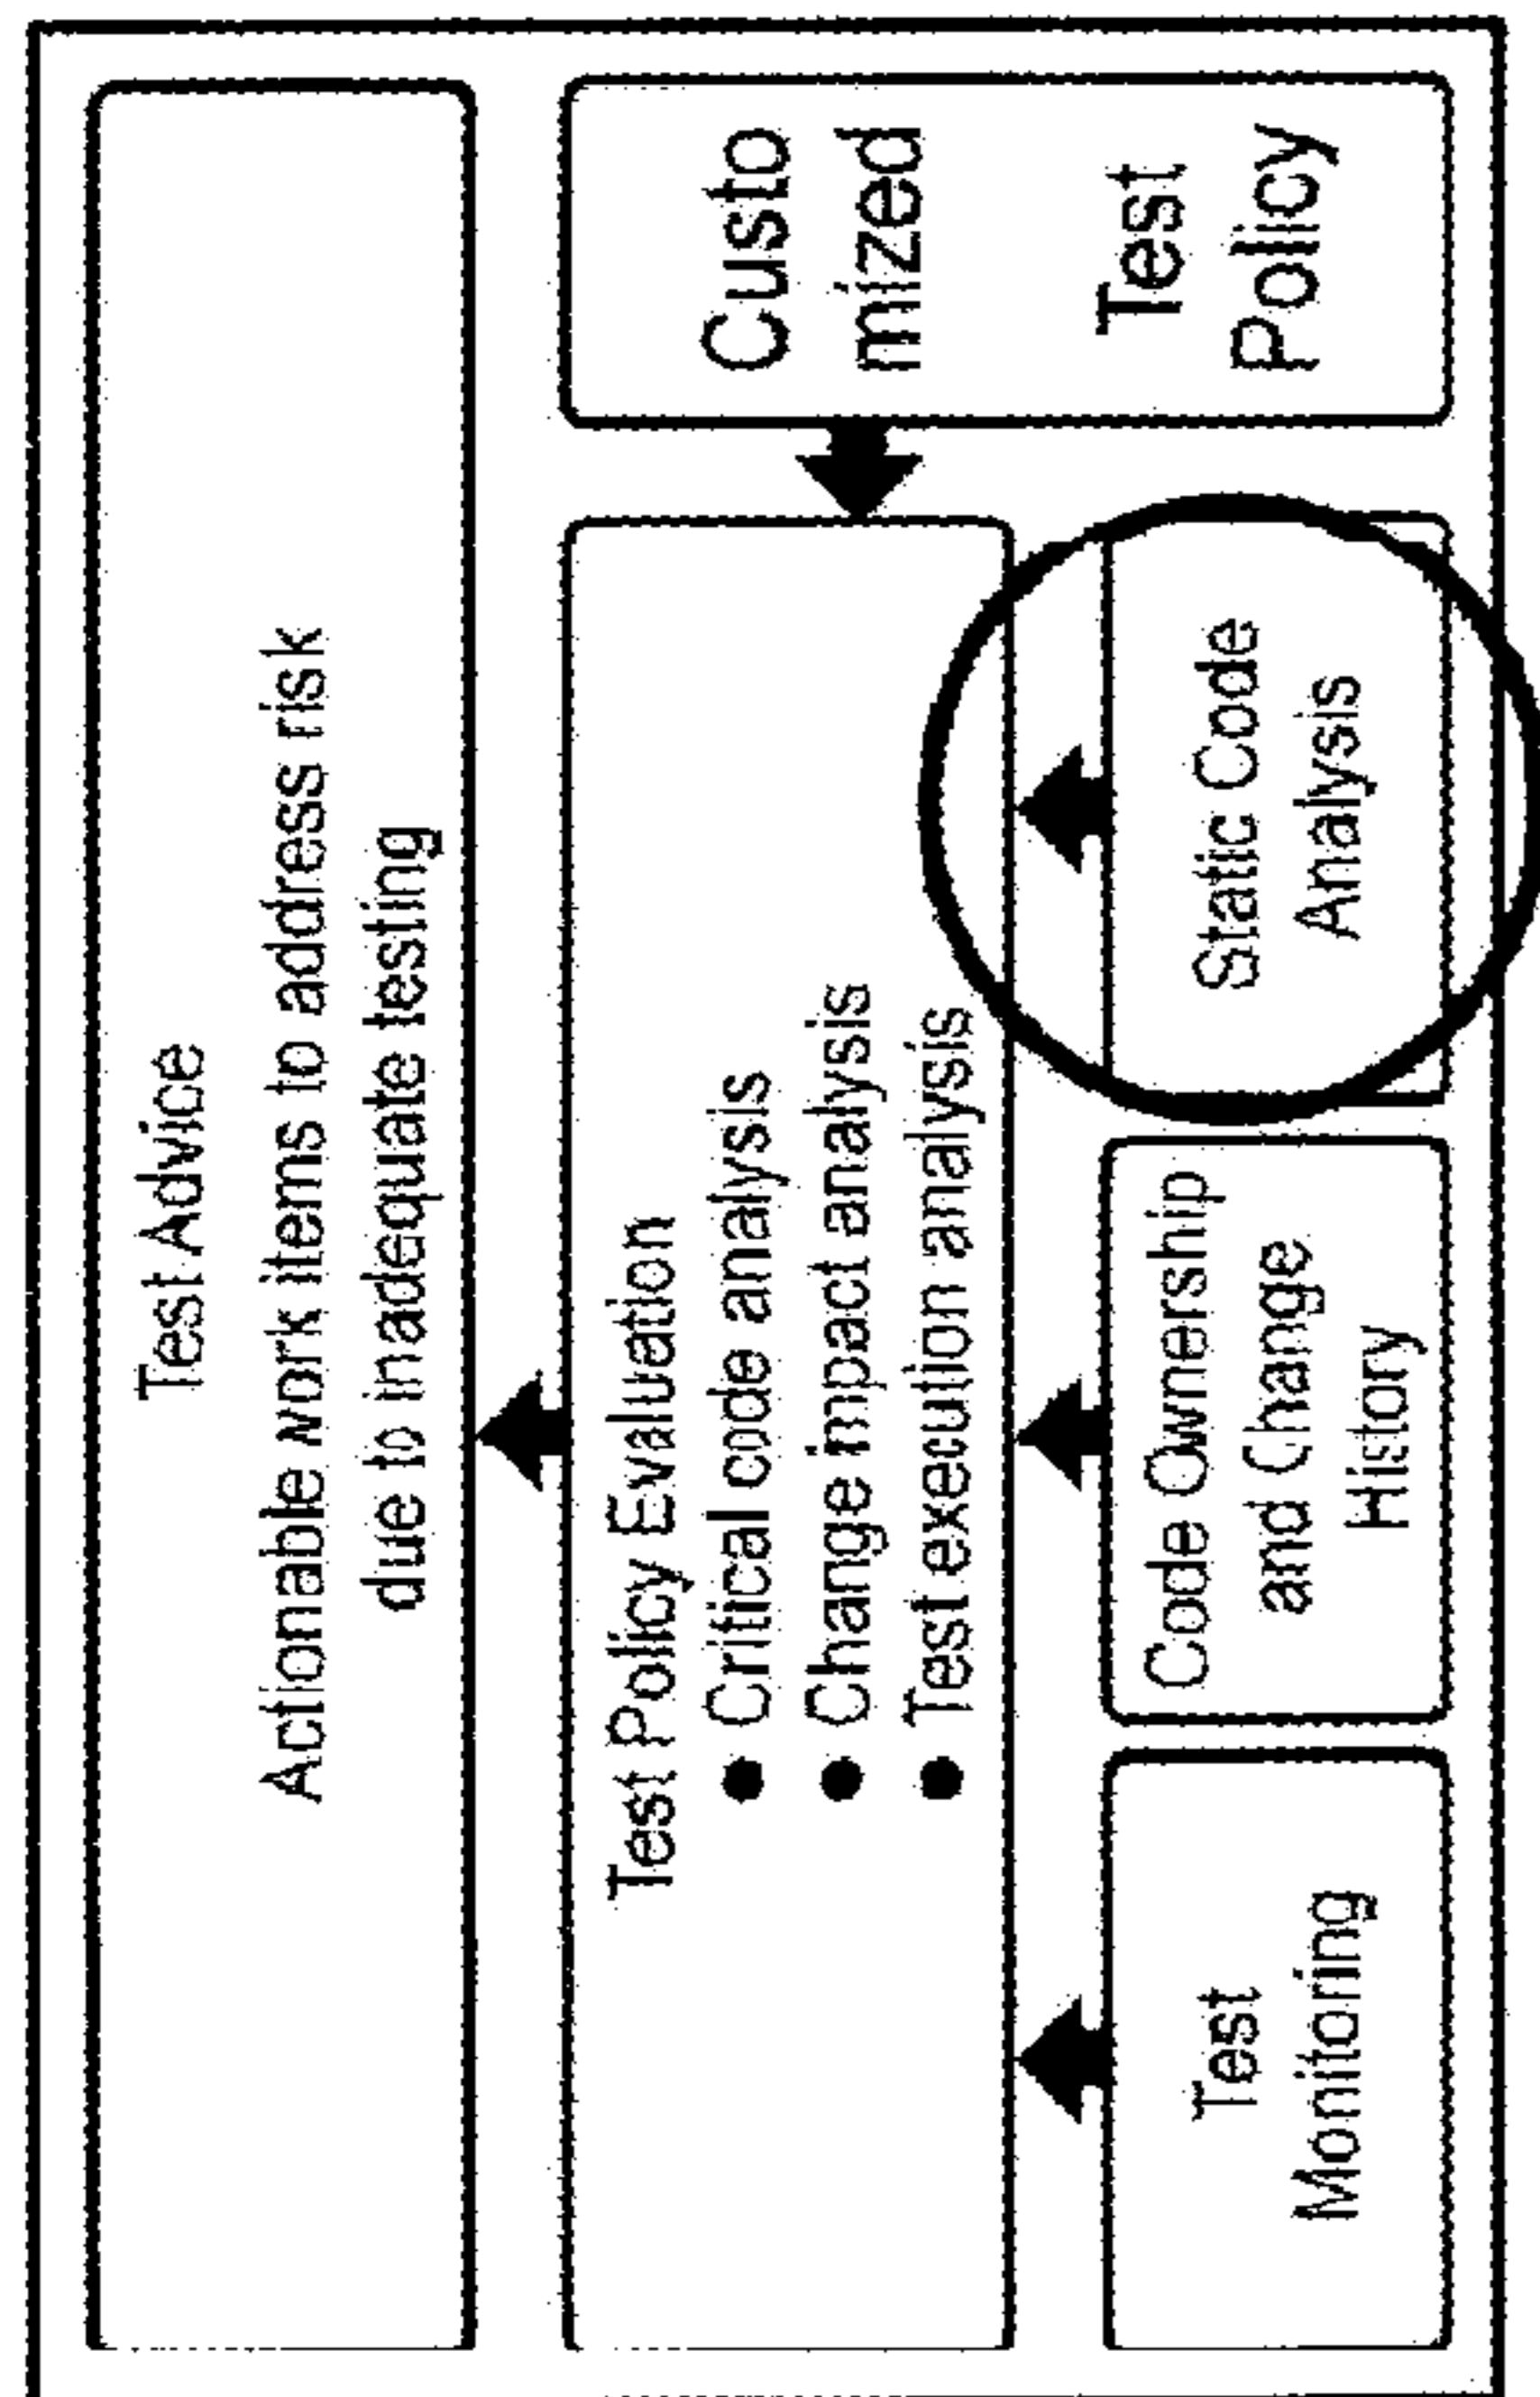 Test Advice
Actionable work items to address risk
due to inadequate testing
Test Policy Evaluation
● Critical code analysis
● Change impact analysis
● Test execution analysis
Custo
mized
Test
Policy
Test
Monitoring
Code Ownership
and Change
History
Static Code
Analysis